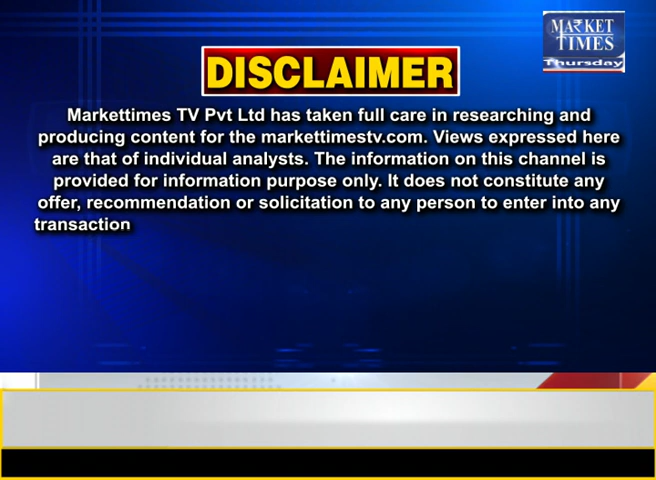 MARKET
TIMES
Thursday
DISCLAIMER
Markettimes TV Pvt Ltd has taken full care in researching and
producing content for the markettimestv.com. Views expressed here
are that of individual analysts. The information on this channel is
provided for information purpose only. It does not constitute any
offer, recommendation or solicitation to any person to enter into any
transaction